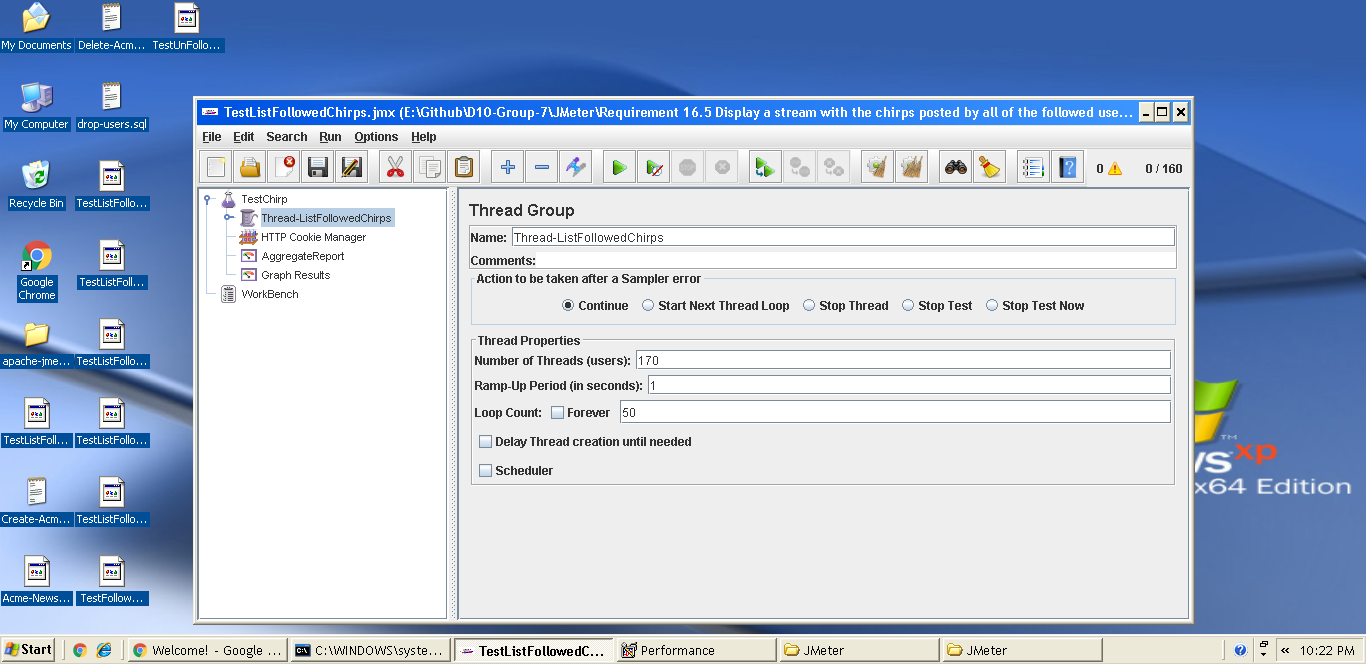 My Documents
Delete-Acm...
TestUnFollo...
My Computer
drop-users.sql
Recycle Bin
TestListFollo...
Google
Chrome
TestListFoll...
apache-jme...
TestListFollo...
TestListFoll...
TestListFollo...
Create-Acm...
TestListFollo...
Acme-News...
TestFollow...
TestListFollowedChirps.jmx (E:\Github\D10-Group-7\JMeter\Requirement 16.5 Display a stream with the chirps posted by all of the followed use...
File Edit Search Run Options Help
0 0 / 160
TestChirp
Thread-ListFollowedChirps
HTTP Cookie Manager
AggregateReport
Graph Results
WorkBench
Thread Group
Name: Thread-ListFollowedChirps
Comments:
Action to be taken after a Sampler error
Continue Start Next Thread Loop Stop Thread Stop Test Stop Test Now
Thread Properties
Number of Threads (users): 170
Ramp-Up Period (in seconds): 1
Loop Count: Forever 50
Delay Thread creation until needed
Scheduler
TM
xp
x64 Edition
Start
Welcome! - Google ...
C:\WINDOWS\syste...
TestListFollowedC...
Performance
JMeter
JMeter
« 10:22 PM